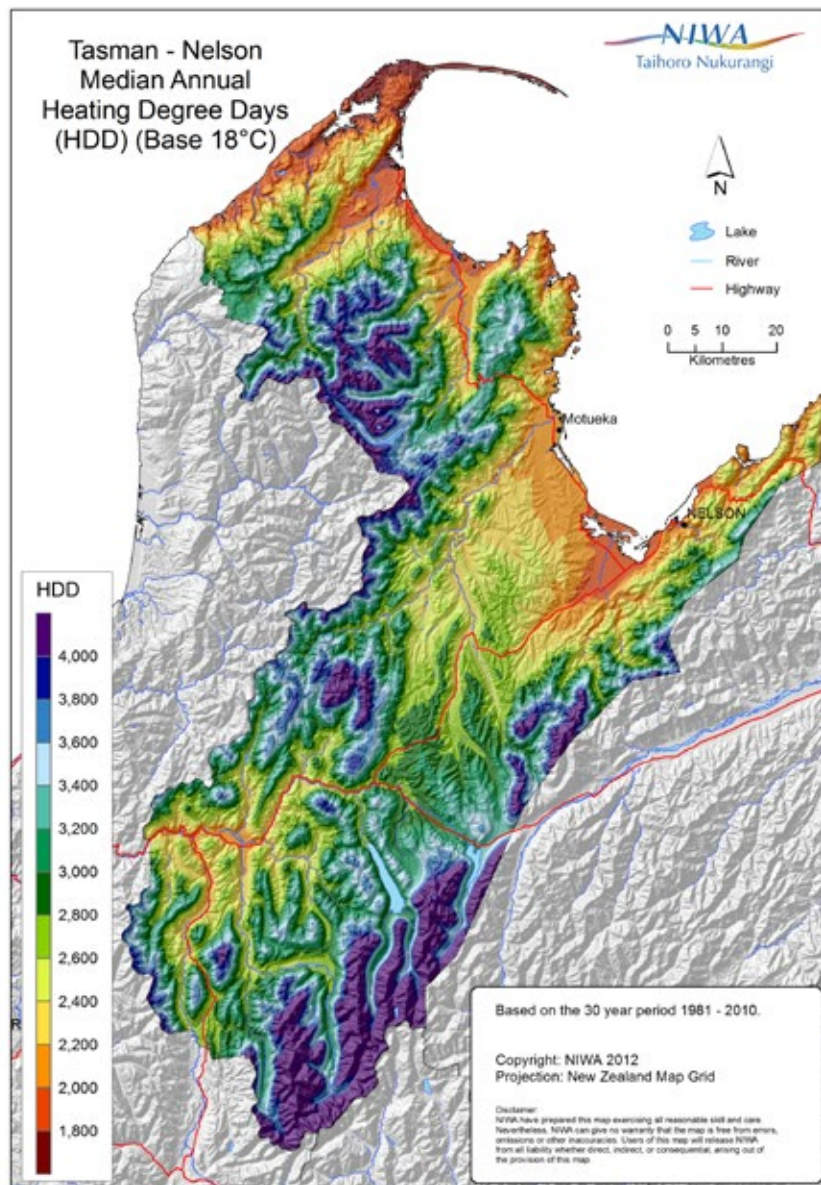 Tasman - Nelson
Median Annual
Heating Degree Days
(HDD) (Base 18°C)
NIWA
Taihoro Nukurangi
N
Lake
River
Highway
0 5 10 20
Kilometres
Motueka
NELSON
HDD
4,000
3,800
3,600
3,400
3,200
3,000
2,800
2,600
2,400
2,200
2,000
1,800
R
Based on the 30 year period 1981 - 2010.
Copyright: NIWA 2012
Projection: New Zealand Map Grid
Disclaimer:
NIWA have prepared this map exercising all reasonable skill and care.
Nevertheless, NIWA can give no warranty that the map is free from errors,
omissions or other inaccuracies. Users of this map will release NIWA
from all liability whether direct, indirect, or consequential, arising out of
the provision of this map